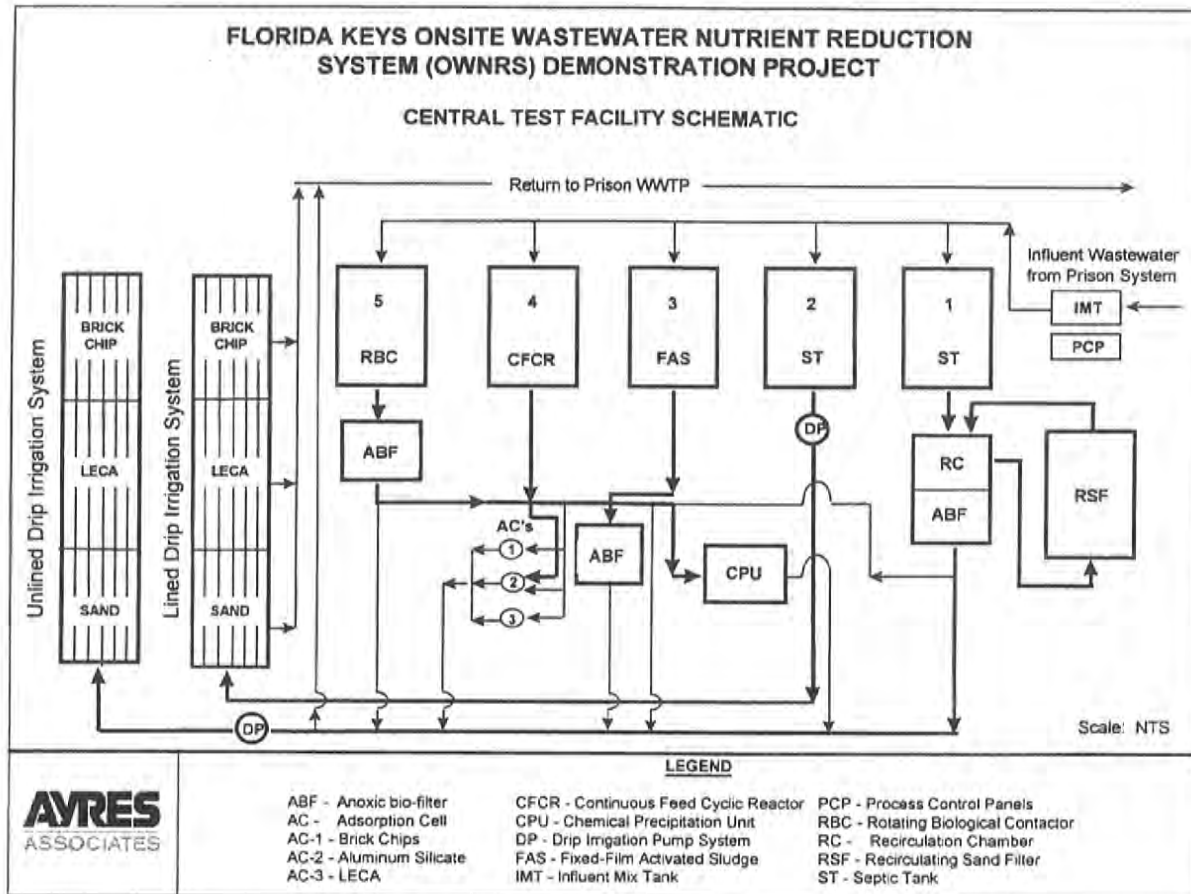 FLORIDA KEYS ONSITE WASTEWATER NUTRIENT REDUCTION
SYSTEM (OWNRS) DEMONSTRATION PROJECT
CENTRAL TEST FACILITY SCHEMATIC
Return to Prison WWTP
Influent Wastewater
from Prison System
IMT
PCP
5
RBC
4
CFCR
3
FAS
2
ST
1
ST
ABF
DP
RC
ABF
RSF
AC's
1
2
3
ABF
CPU
Unlined Drip Irrigation System
BRICK
CHIP
LECA
SAND
Lined Drip Irrigation System
BRICK
CHIP
LECA
SAND
DP
Scale: NTS
AYRES
ASSOCIATES
LEGEND
ABF - Anoxic bio-filter
AC - Adsorption Cell
AC-1 - Brick Chips
AC-2 - Aluminum Silicate
AC-3 - LECA
CFCR - Continuous Feed Cyclic Reactor
CPU - Chemical Precipitation Unit
DP - Drip Irrigation Pump System
FAS - Fixed-Film Activated Sludge
IMT - Influent Mix Tank
PCP - Process Control Panels
RBC - Rotating Biological Contactor
RC - Recirculation Chamber
RSF - Recirculating Sand Filter
ST - Septic Tank